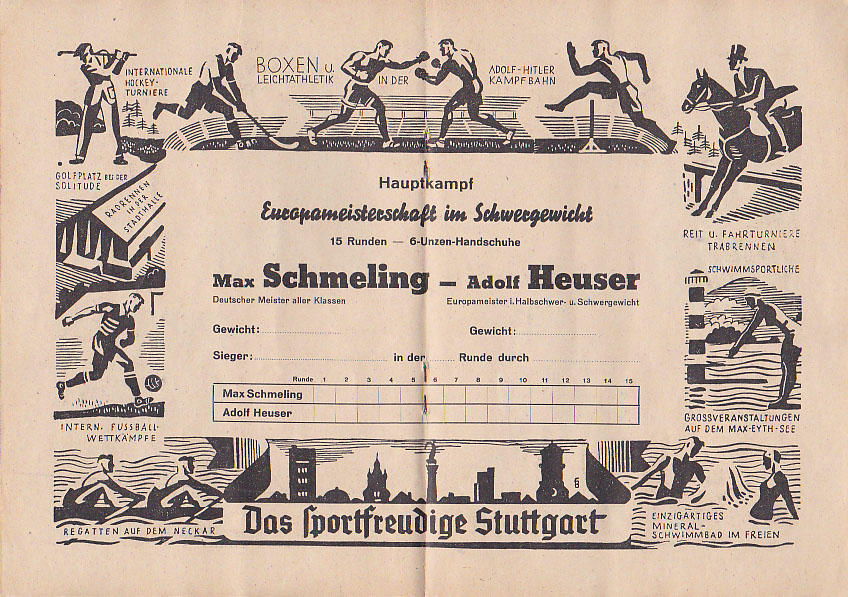 INTERNATIONALE
HOCKEY-
TURNIERE
BOXEN U.
LEICHTATHLETIK
IN DER
ADOLF-HITLER
KAMPFBAHN
GOLFPLATZ BEI DER
SOLITUDE
RADRENNEN
IN DER
STADTHALLE
REIT U. FAHRTURNIERE
TRABRENNEN
Hauptkampf
Europameisterschaft im Schwergewicht
15 Runden — 6-Unzen-Handschuhe
Max Schmeling — Adolf Heuser
Deutscher Meister aller Klassen
Europameister i. Halbschwer- u. Schwergewicht
Gewicht:
Gewicht:
Sieger: in der Runde durch
Runde 1 2 3 4 5 6 7 8 9 10 11 12 13 14 15
Max Schmeling
Adolf Heuser
INTERN. FUSSBALL-
WETTKÄMPFE
SCHWIMMSPORTLICHE
GROSSVERANSTALTUNGEN
AUF DEM MAX-EYTH-SEE
REGATTEN AUF DEM NECKAR
Das sportfreudige Stuttgart
EINZIGARTIGES
MINERAL-
SCHWIMMBAD IM FREIEN